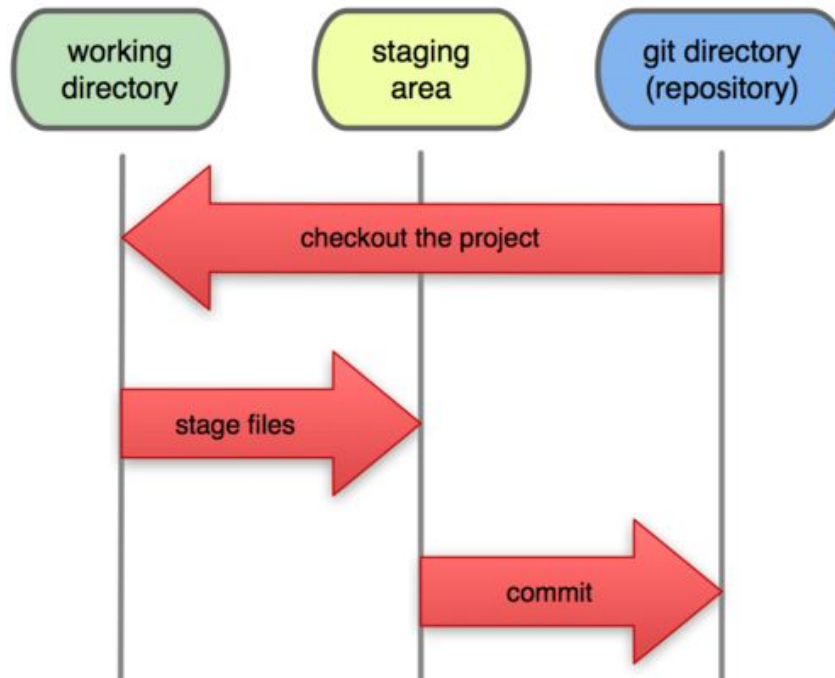 working
directory
staging
area
git directory
(repository)
checkout the project
stage files
commit